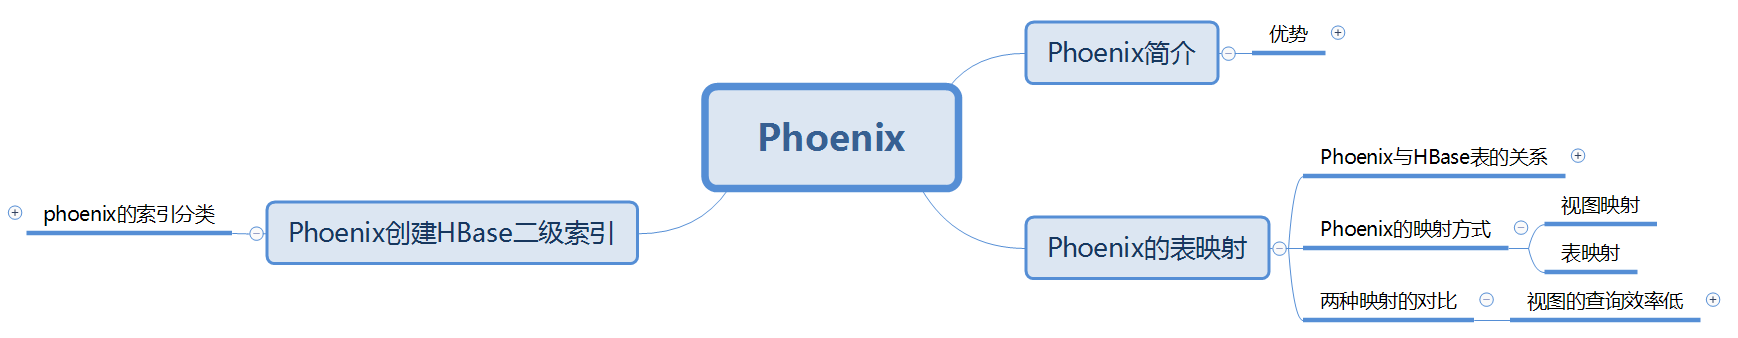 Phoenix
Phoenix简介
优势
Phoenix的表映射
Phoenix与HBase表的关系
Phoenix的映射方式
视图映射
表映射
两种映射的对比
视图的查询效率低
Phoenix创建HBase二级索引
phoenix的索引分类